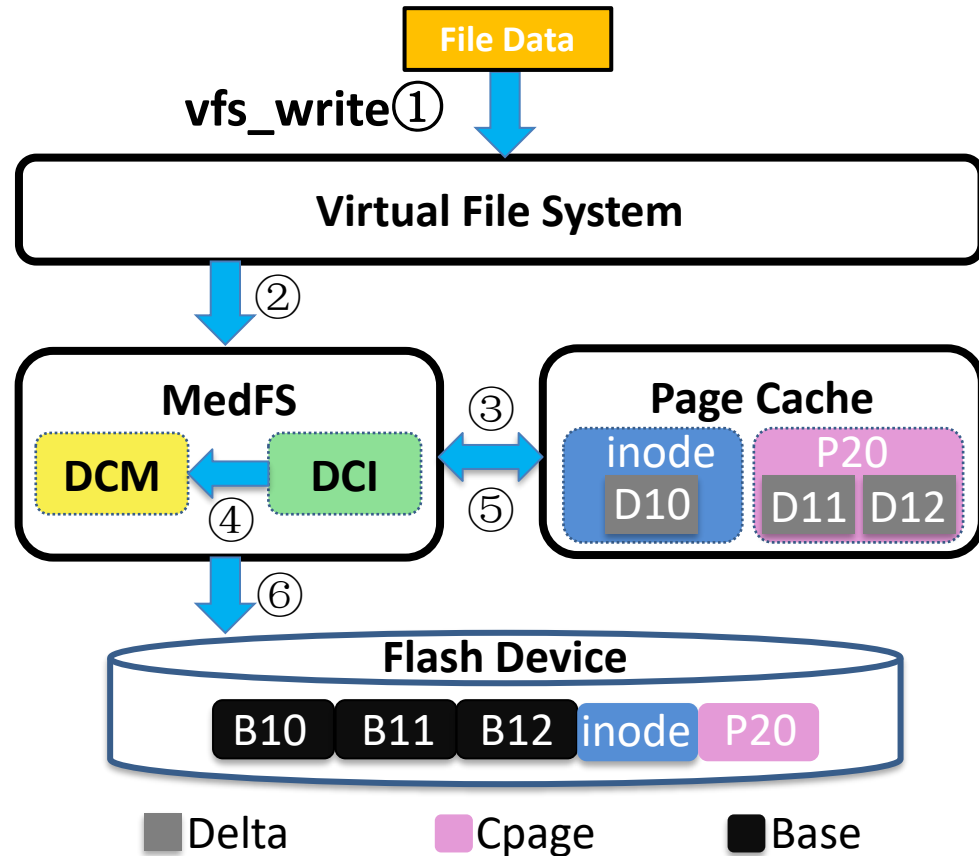 File Data
vfs_write①
Virtual File System
②
MedFS
DCM
DCI
④
③
⑤
Page Cache
inode
D10
P20
D11 D12
⑥
Flash Device
B10 B11 B12 inode P20
Delta Cpage Base